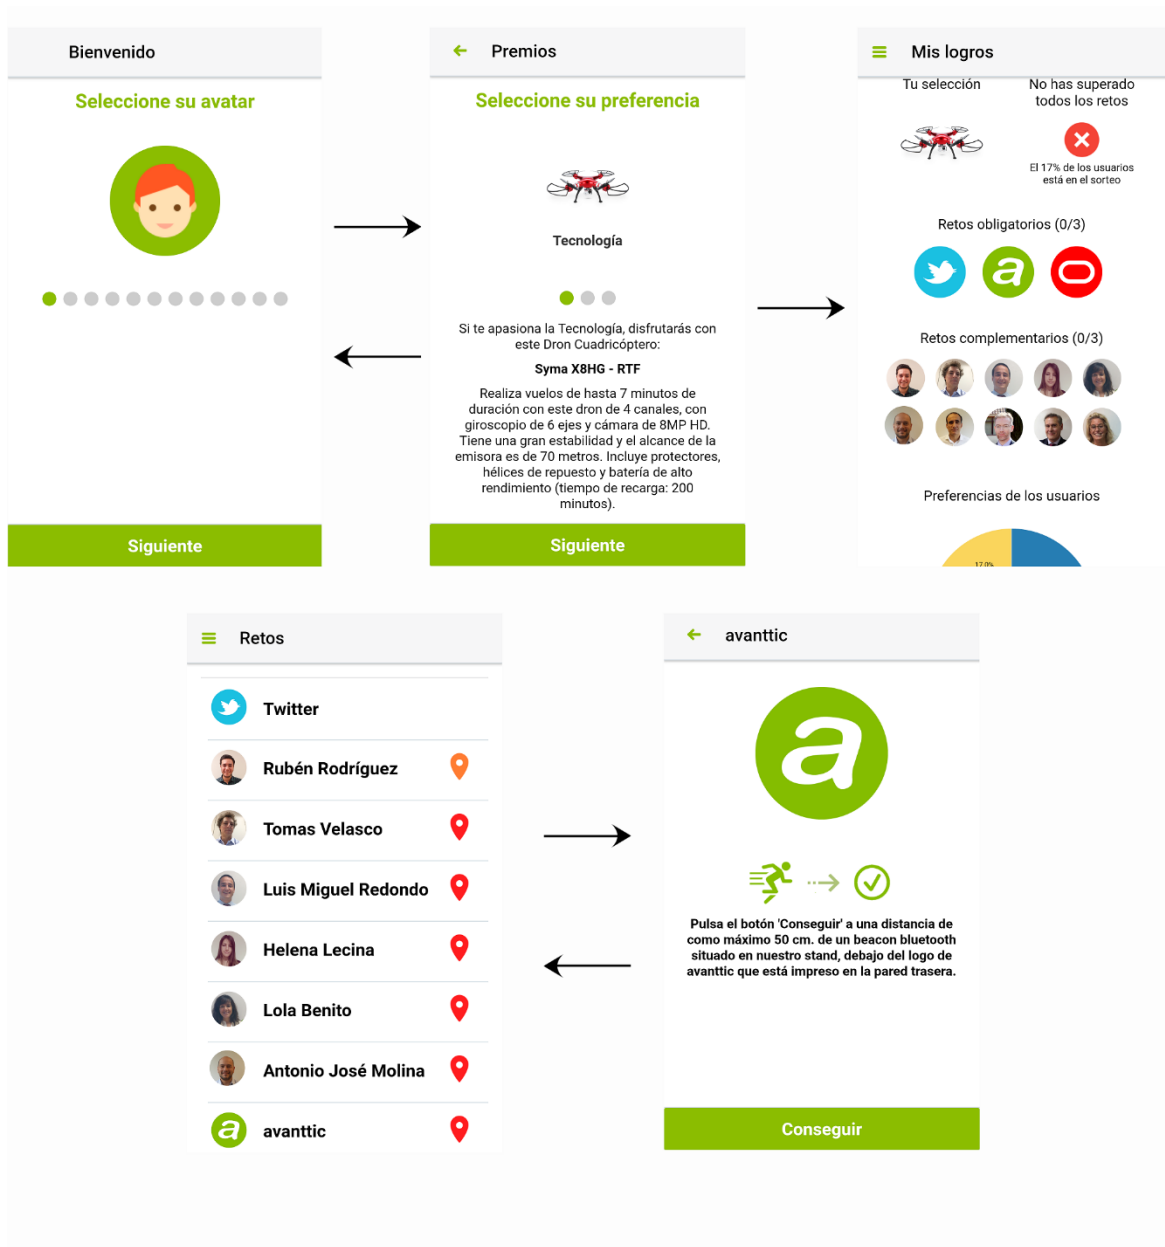 Bienvenido
Seleccione su avatar
Siguiente
Premios
Seleccione su preferencia
Tecnología
Si te apasiona la Tecnología, disfrutarás con
este Dron Cuadricóptero:
Syma X8HG - RTF
Realiza vuelos de hasta 7 minutos de
duración con este dron de 4 canales, con
giroscopio de 6 ejes y cámara de 8MP HD.
Tiene una gran estabilidad y el alcance de la
emisora es de 70 metros. Incluye protectores,
hélices de repuesto y batería de alto
rendimiento (tiempo de recarga: 200
minutos).
Siguiente
Mis logros
Tu selección
No has superado
todos los retos
El 17% de los usuarios
está en el sorteo
Retos obligatorios (0/3)
a
Retos complementarios (0/3)
Preferencias de los usuarios
17.0%
Retos
Twitter
Rubén Rodríguez
Tomas Velasco
Luis Miguel Redondo
Helena Lecina
Lola Benito
Antonio José Molina
a
avanttic
avanttic
a
Pulsa el botón 'Conseguir' a una distancia de
como máximo 50 cm. de un beacon bluetooth
situado en nuestro stand, debajo del logo de
avanttic que está impreso en la pared trasera.
Conseguir